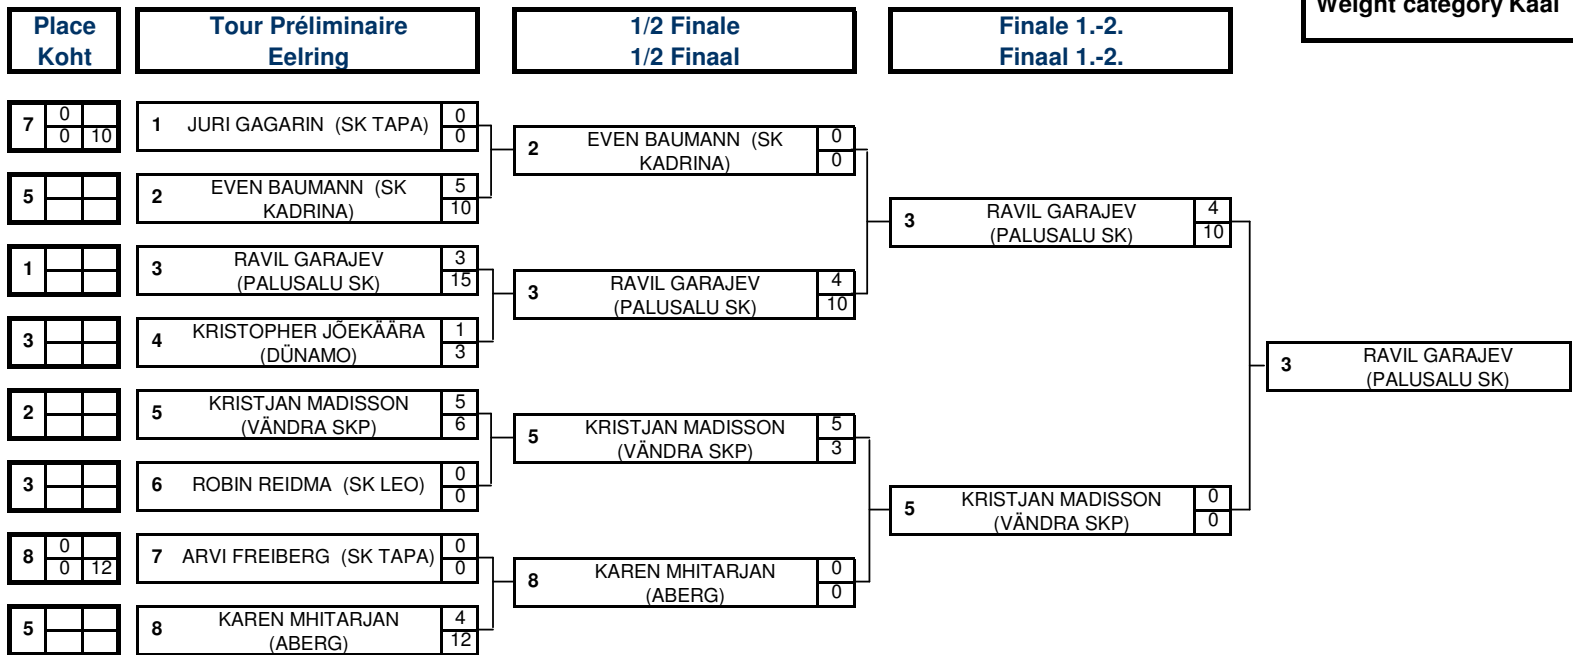 Weight category Kaal
Place
Koht
Tour Préliminaire
Eelring
1/2 Finale
1/2 Finaal
Finale 1.-2.
Finaal 1.-2.
7 0
0 10
1 JURI GAGARIN (SK TAPA) 0
0
5
2 EVEN BAUMANN (SK
KADRINA) 5
10
1
3 RAVIL GARAJEV
(PALUSALU SK) 3
15
3
4 KRISTOPHER JÕEKÄÄRA
(DÜNAMO) 1
3
2
5 KRISTJAN MADISSON
(VÄNDRA SKP) 5
6
3
6 ROBIN REIDMA (SK LEO) 0
0
8 0
0 12
7 ARVI FREIBERG (SK TAPA) 0
0
5
8 KAREN MHITARJAN
(ABERG) 4
12
2 EVEN BAUMANN (SK
KADRINA) 0
0
3 RAVIL GARAJEV
(PALUSALU SK) 4
10
5 KRISTJAN MADISSON
(VÄNDRA SKP) 5
3
8 KAREN MHITARJAN
(ABERG) 0
0
3 RAVIL GARAJEV
(PALUSALU SK) 4
10
5 KRISTJAN MADISSON
(VÄNDRA SKP) 0
0
3 RAVIL GARAJEV
(PALUSALU SK)